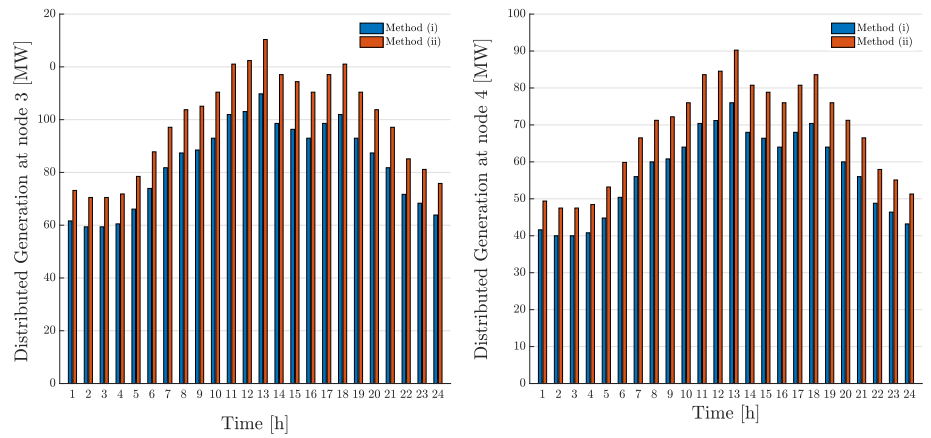 Distributed Generation at node 3 [MW]
20
0
100
80
60
40
20
0
Method (i)
Method (ii)
1 2 3 4 5 6 7 8 9 10 11 12 13 14 15 16 17 18 19 20 21 22 23 24
Time [h]
Distributed Generation at node 4 [MW]
100
90
80
70
60
50
40
30
20
10
0
Method (i)
Method (ii)
1 2 3 4 5 6 7 8 9 10 11 12 13 14 15 16 17 18 19 20 21 22 23 24
Time [h]